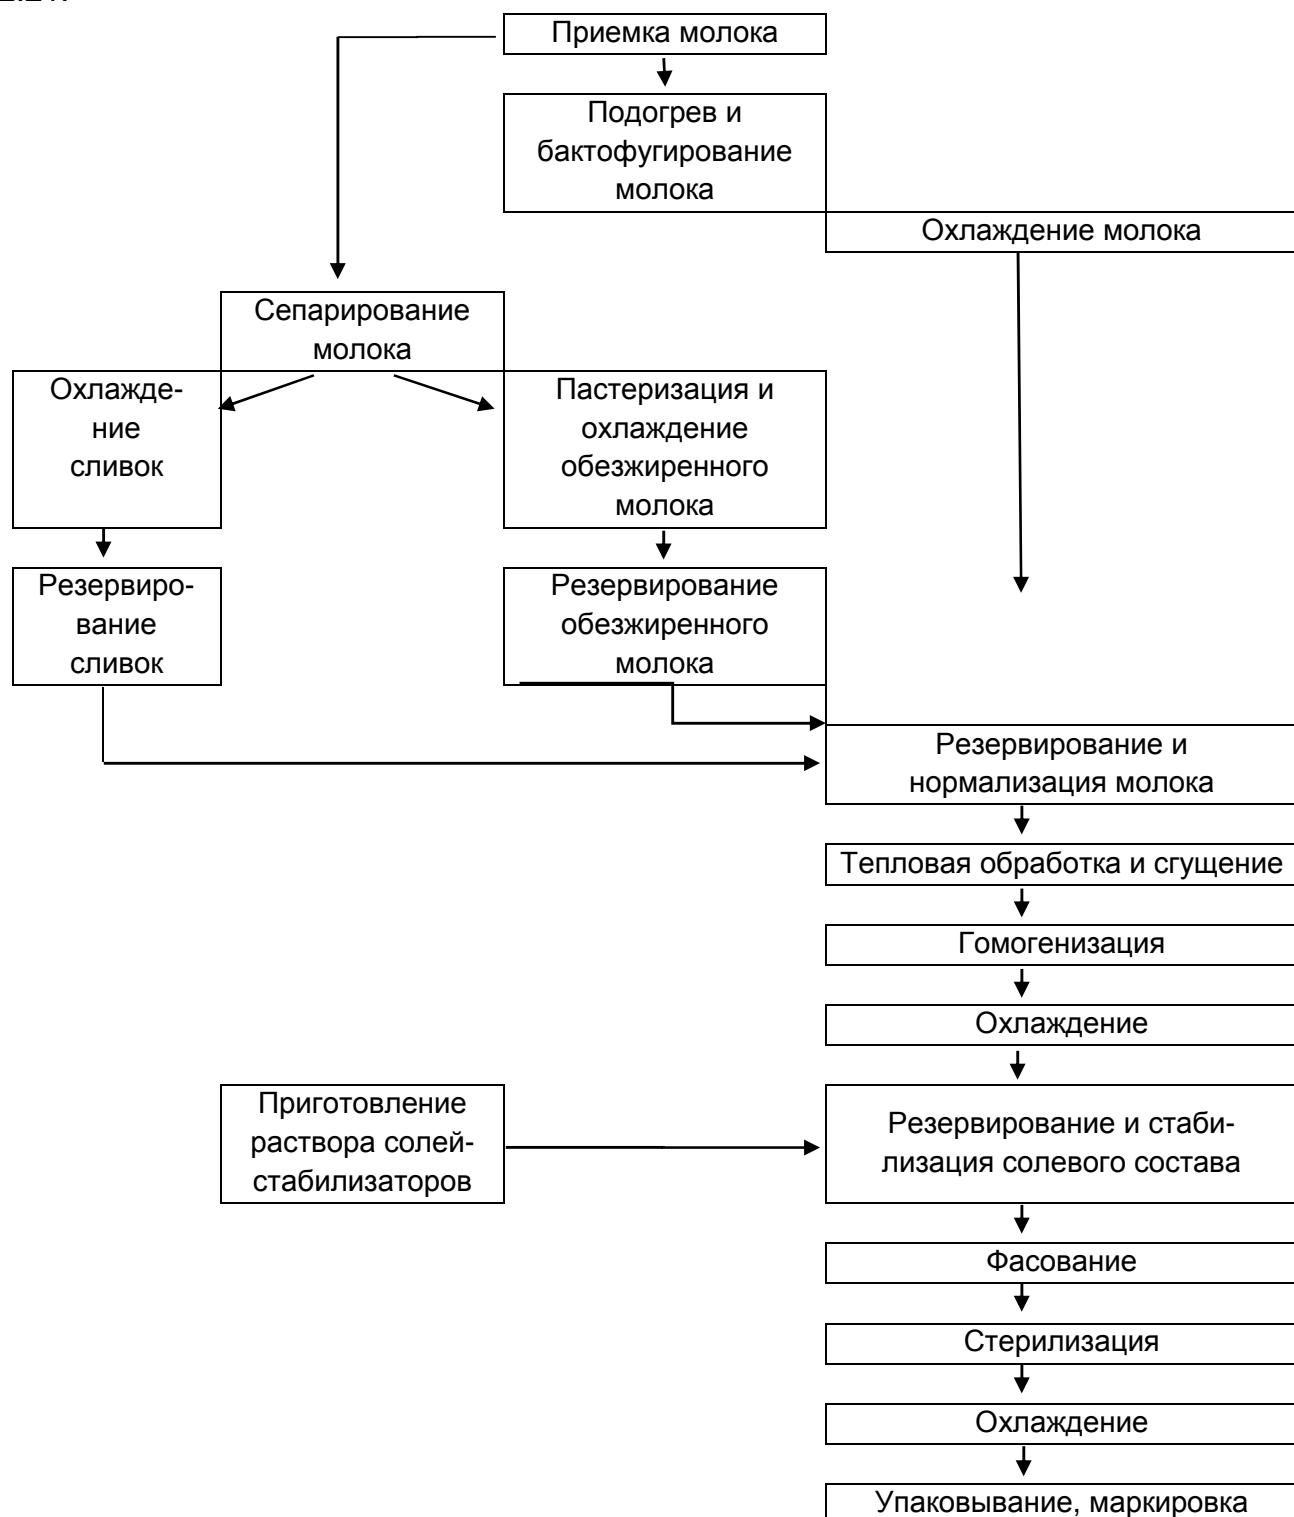 Приемка молока
Подогрев и
бактофугирование
молока
Охлаждение молока
Сепарирование
молока
Охлажде-
ние
сливок
Пастеризация и
охлаждение
обезжиренного
молока
Резервиро-
вание
сливок
Резервирование
обезжиренного
молока
Резервирование и
нормализация молока
Тепловая обработка и сгущение
Гомогенизация
Охлаждение
Приготовление
раствора солей-
стабилизаторов
Резервирование и стаби-
лизация солевого состава
Фасование
Стерилизация
Охлаждение
Упаковывание, маркировка